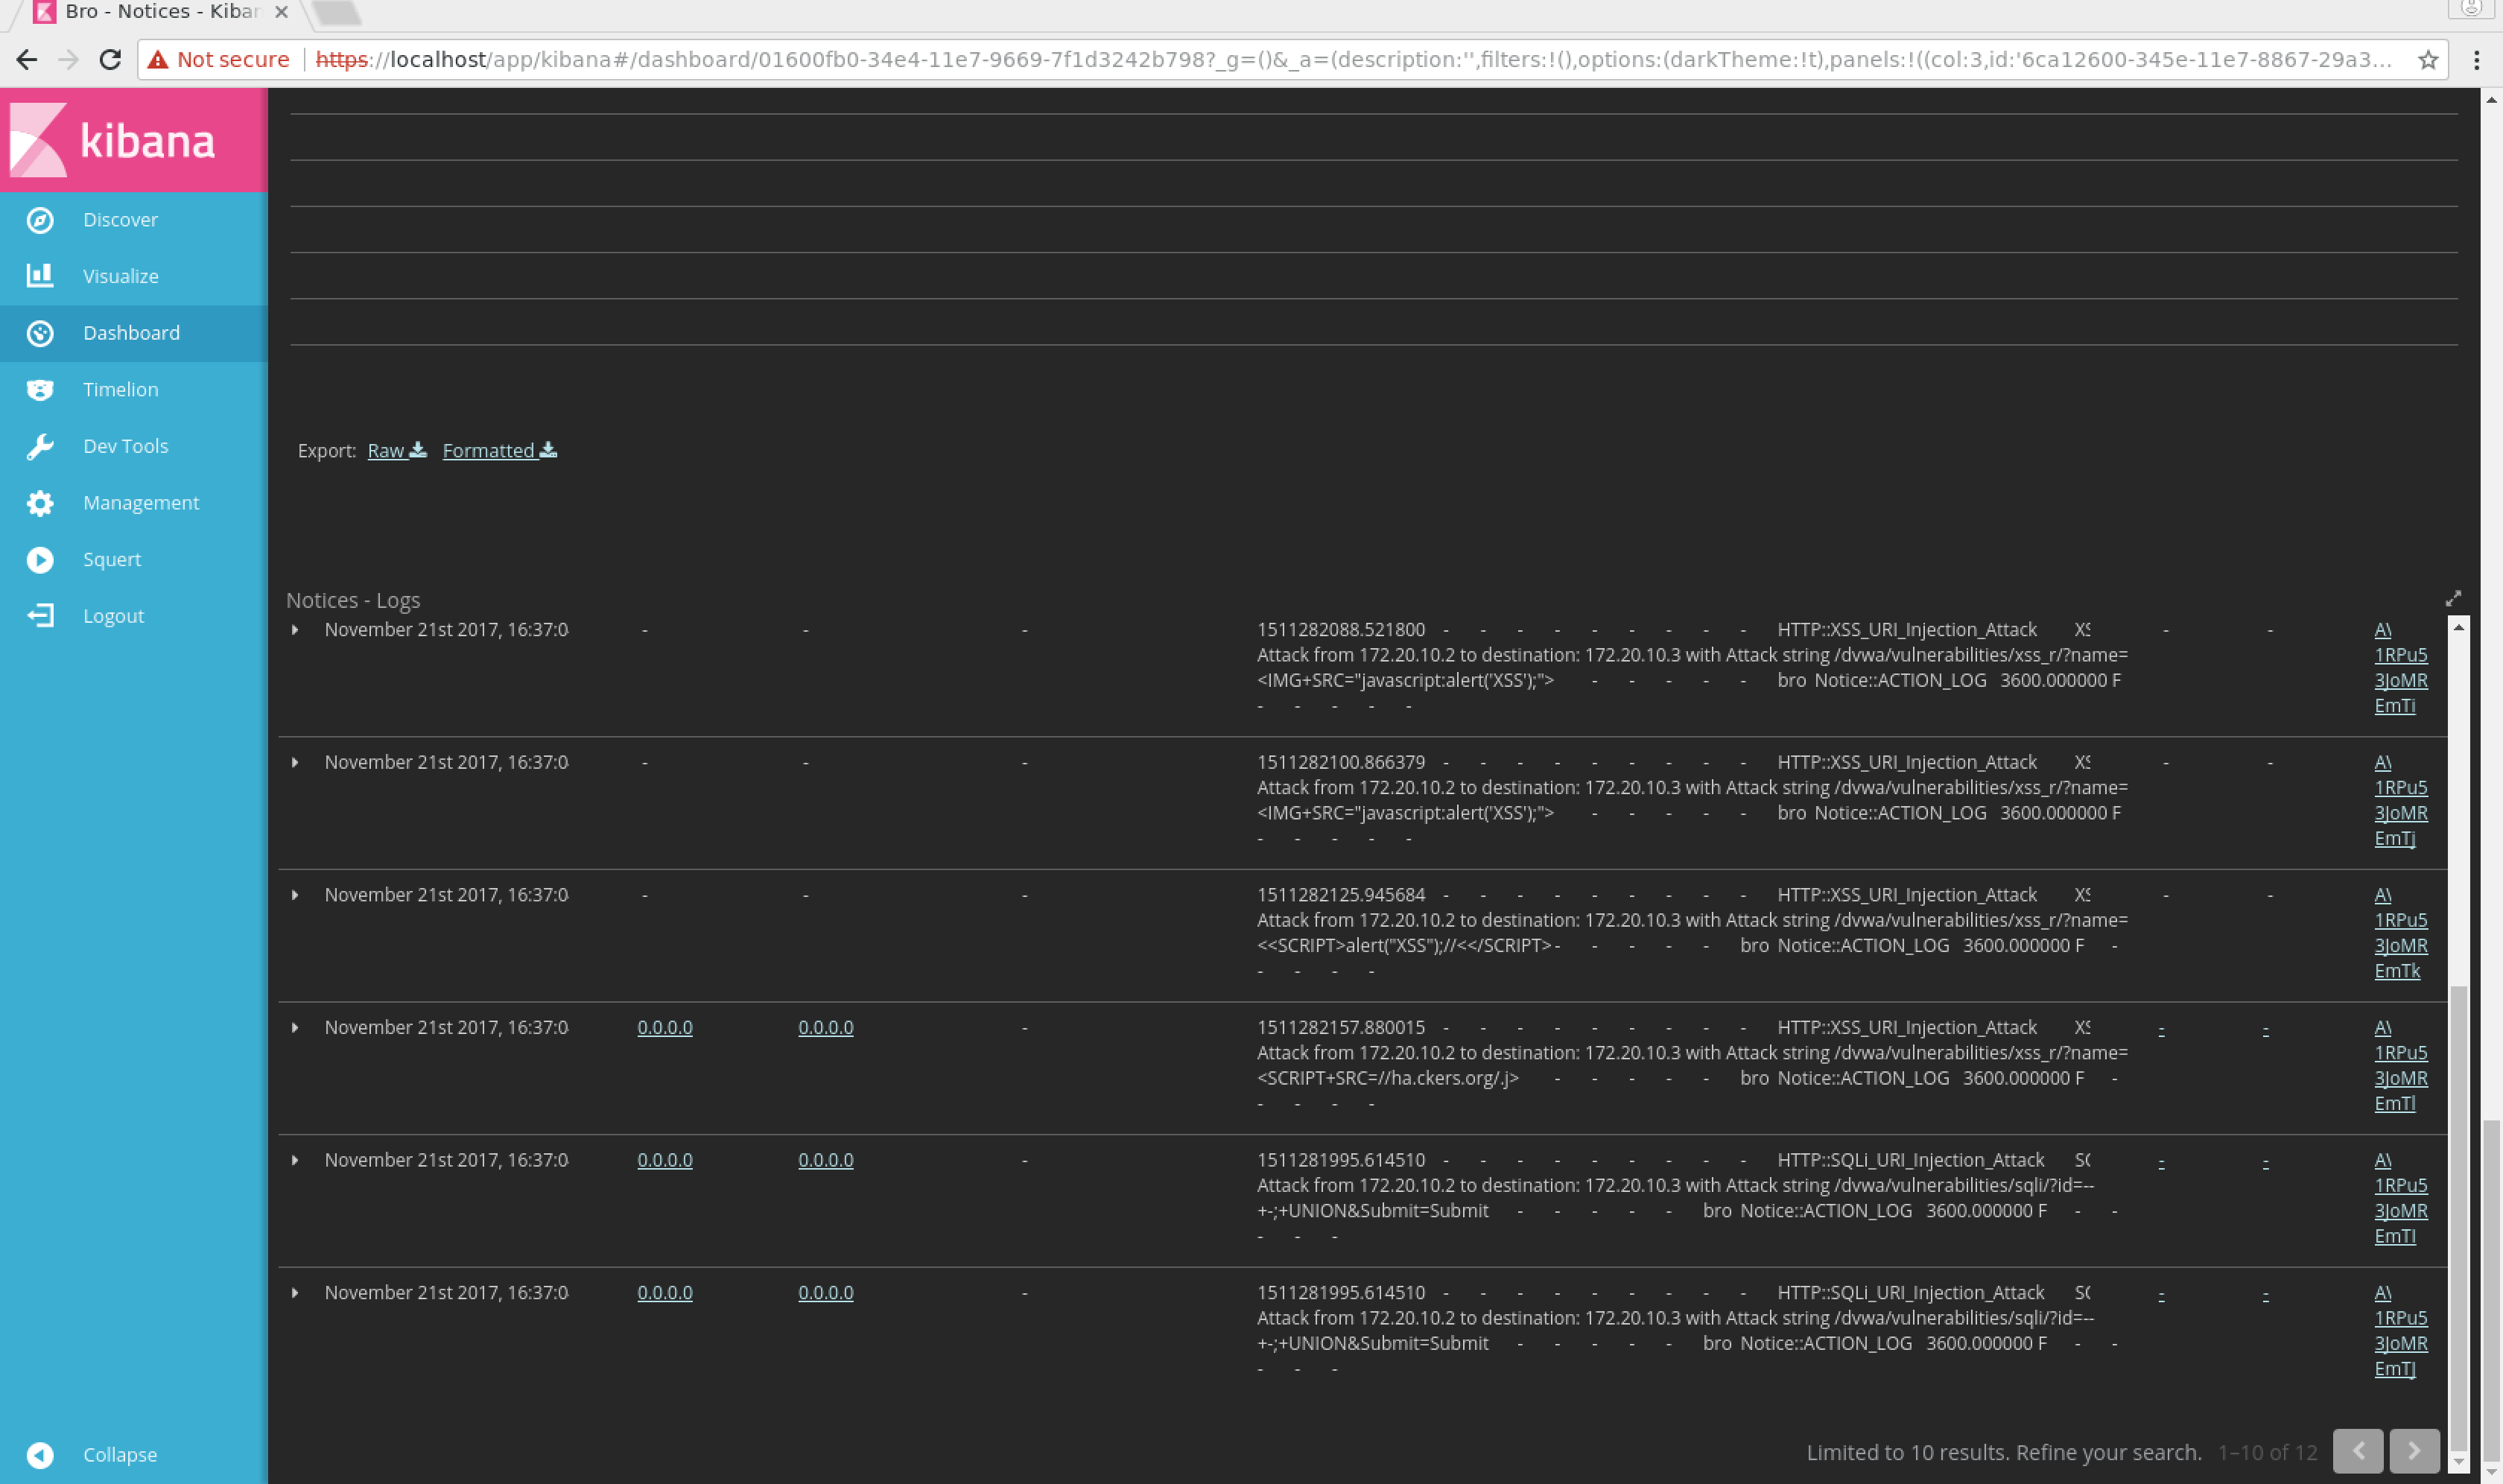 Bro - Notices - Kibar
Not secure https://localhost/app/kibana#/dashboard/01600fb0-34e4-11e7-9669-7f1d3242b798?_g=()&_a=(description:'',filters:!(),options:(darkTheme:!t),panels:!((col:3,id:'6ca12600-345e-11e7-8867-29a3...
kibana
Discover
Visualize
Dashboard
Timelion
Dev Tools
Management
Squert
Logout
Collapse
Export: Raw Formatted
Notices - Logs
November 21st 2017, 16:37:0 - - - 1511282088.521800 - - - - - - - - - HTTP::XSS_URI_Injection_Attack XS - - A\
Attack from 172.20.10.2 to destination: 172.20.10.3 with Attack string /dvwa/vulnerabilities/xss_r/?name= 1RPu5
<IMG+SRC="javascript:alert('XSS');"> - - - - - bro Notice::ACTION_LOG 3600.000000 F 3JoMR
- - - - - EmTi
November 21st 2017, 16:37:0 - - - 1511282100.866379 - - - - - - - - - HTTP::XSS_URI_Injection_Attack XS - - A\
Attack from 172.20.10.2 to destination: 172.20.10.3 with Attack string /dvwa/vulnerabilities/xss_r/?name= 1RPu5
<IMG+SRC="javascript:alert('XSS');"> - - - - - bro Notice::ACTION_LOG 3600.000000 F 3JoMR
- - - - - EmTj
November 21st 2017, 16:37:0 - - - 1511282125.945684 - - - - - - - - - HTTP::XSS_URI_Injection_Attack XS - - A\
Attack from 172.20.10.2 to destination: 172.20.10.3 with Attack string /dvwa/vulnerabilities/xss_r/?name= 1RPu5
<<SCRIPT>alert("XSS");//<</SCRIPT> - - - - - bro Notice::ACTION_LOG 3600.000000 F - 3JoMR
- - - - EmTk
November 21st 2017, 16:37:0 0.0.0.0 0.0.0.0 - 1511282157.880015 - - - - - - - - - HTTP::XSS_URI_Injection_Attack XS - - A\
Attack from 172.20.10.2 to destination: 172.20.10.3 with Attack string /dvwa/vulnerabilities/xss_r/?name= 1RPu5
<SCRIPT+SRC=//ha.ckers.org/.j> - - - - - bro Notice::ACTION_LOG 3600.000000 F - 3JoMR
- - - - EmTl
November 21st 2017, 16:37:0 0.0.0.0 0.0.0.0 - 1511281995.614510 - - - - - - - - - HTTP::SQLi_URI_Injection_Attack SQ - - A\
Attack from 172.20.10.2 to destination: 172.20.10.3 with Attack string /dvwa/vulnerabilities/sqli/?id=-- 1RPu5
+-;+UNION&Submit=Submit - - - - - bro Notice::ACTION_LOG 3600.000000 F - - 3JoMR
- - - EmTI
November 21st 2017, 16:37:0 0.0.0.0 0.0.0.0 - 1511281995.614510 - - - - - - - - - HTTP::SQLi_URI_Injection_Attack SQ - - A\
Attack from 172.20.10.2 to destination: 172.20.10.3 with Attack string /dvwa/vulnerabilities/sqli/?id=-- 1RPu5
+-;+UNION&Submit=Submit - - - - - bro Notice::ACTION_LOG 3600.000000 F - - 3JoMR
- - - EmTJ
Limited to 10 results. Refine your search. 1–10 of 12